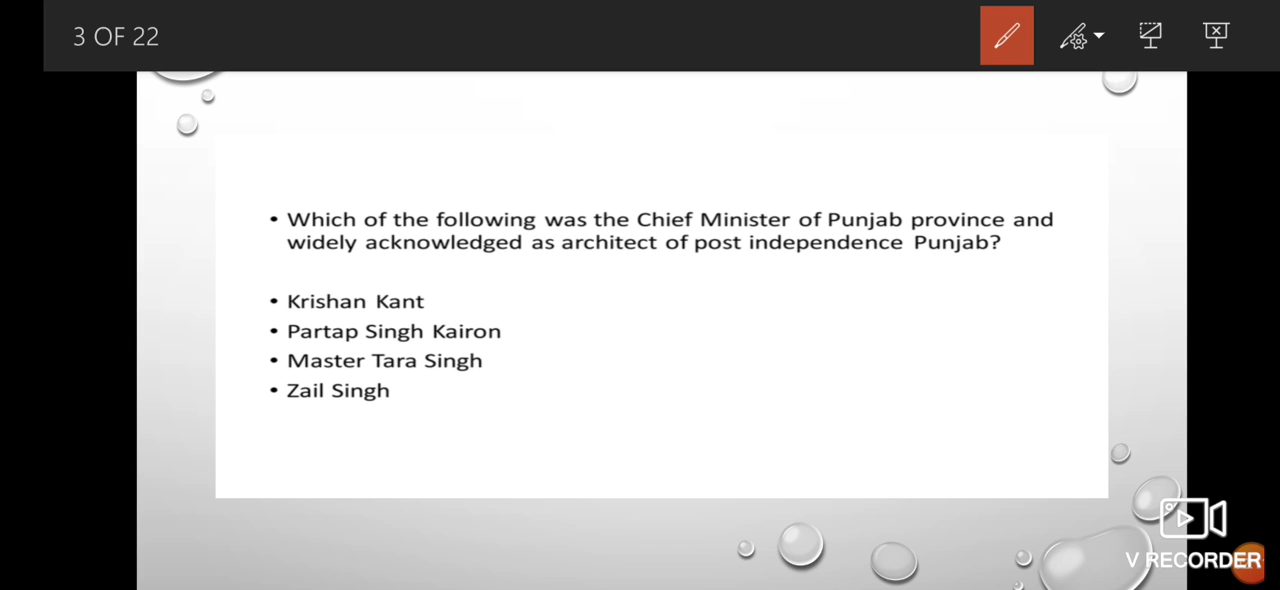 3 OF 22
• Which of the following was the Chief Minister of Punjab province and
widely acknowledged as architect of post independence Punjab?
• Krishan Kant
• Partap Singh Kairon
• Master Tara Singh
• Zail Singh
V RECORDER